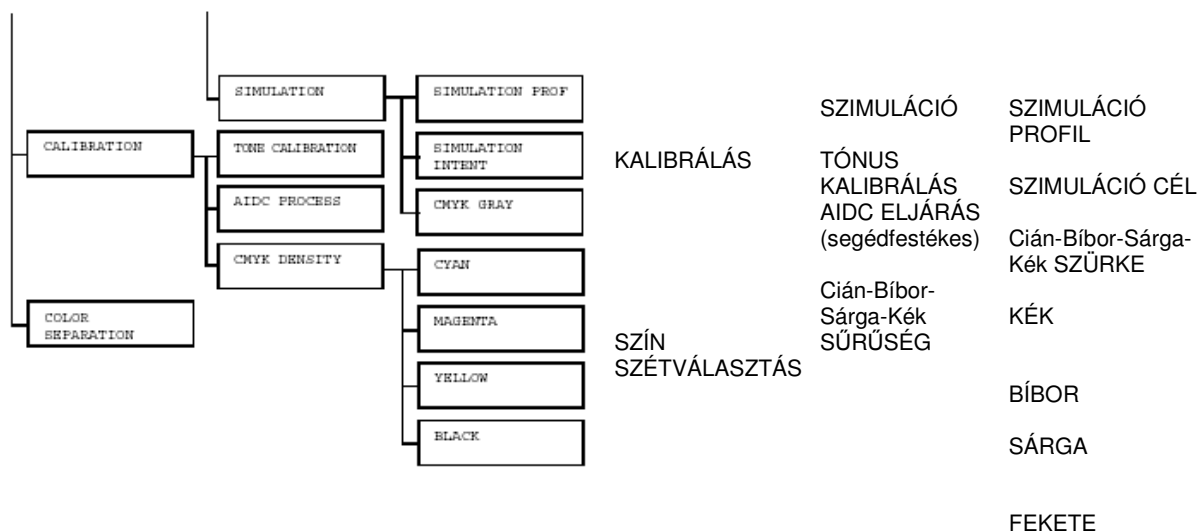 SIMULATION
SIMULATION PROF
CALIBRATION
TONE CALIBRATION
SIMULATION
INTENT
AIDC PROCESS
CMYK GRAY
CMYK DENSITY
CYAN
COLOR
SEPARATION
MAGENTA
YELLOW
BLACK
KALIBRÁLÁS
SZÍN
SZÉTVÁLASZTÁS
SZIMULÁCIÓ
TÓNUS
KALIBRÁLÁS
AIDC ELJÁRÁS
(segédfestékes)
Cián-Bíbor-
Sárga-Kék
SŰRŰSÉG
SZIMULÁCIÓ
PROFIL
SZIMULÁCIÓ CÉL
Cián-Bíbor-Sárga-
Kék SZÜRKE
KÉK
BÍBOR
SÁRGA
FEKETE